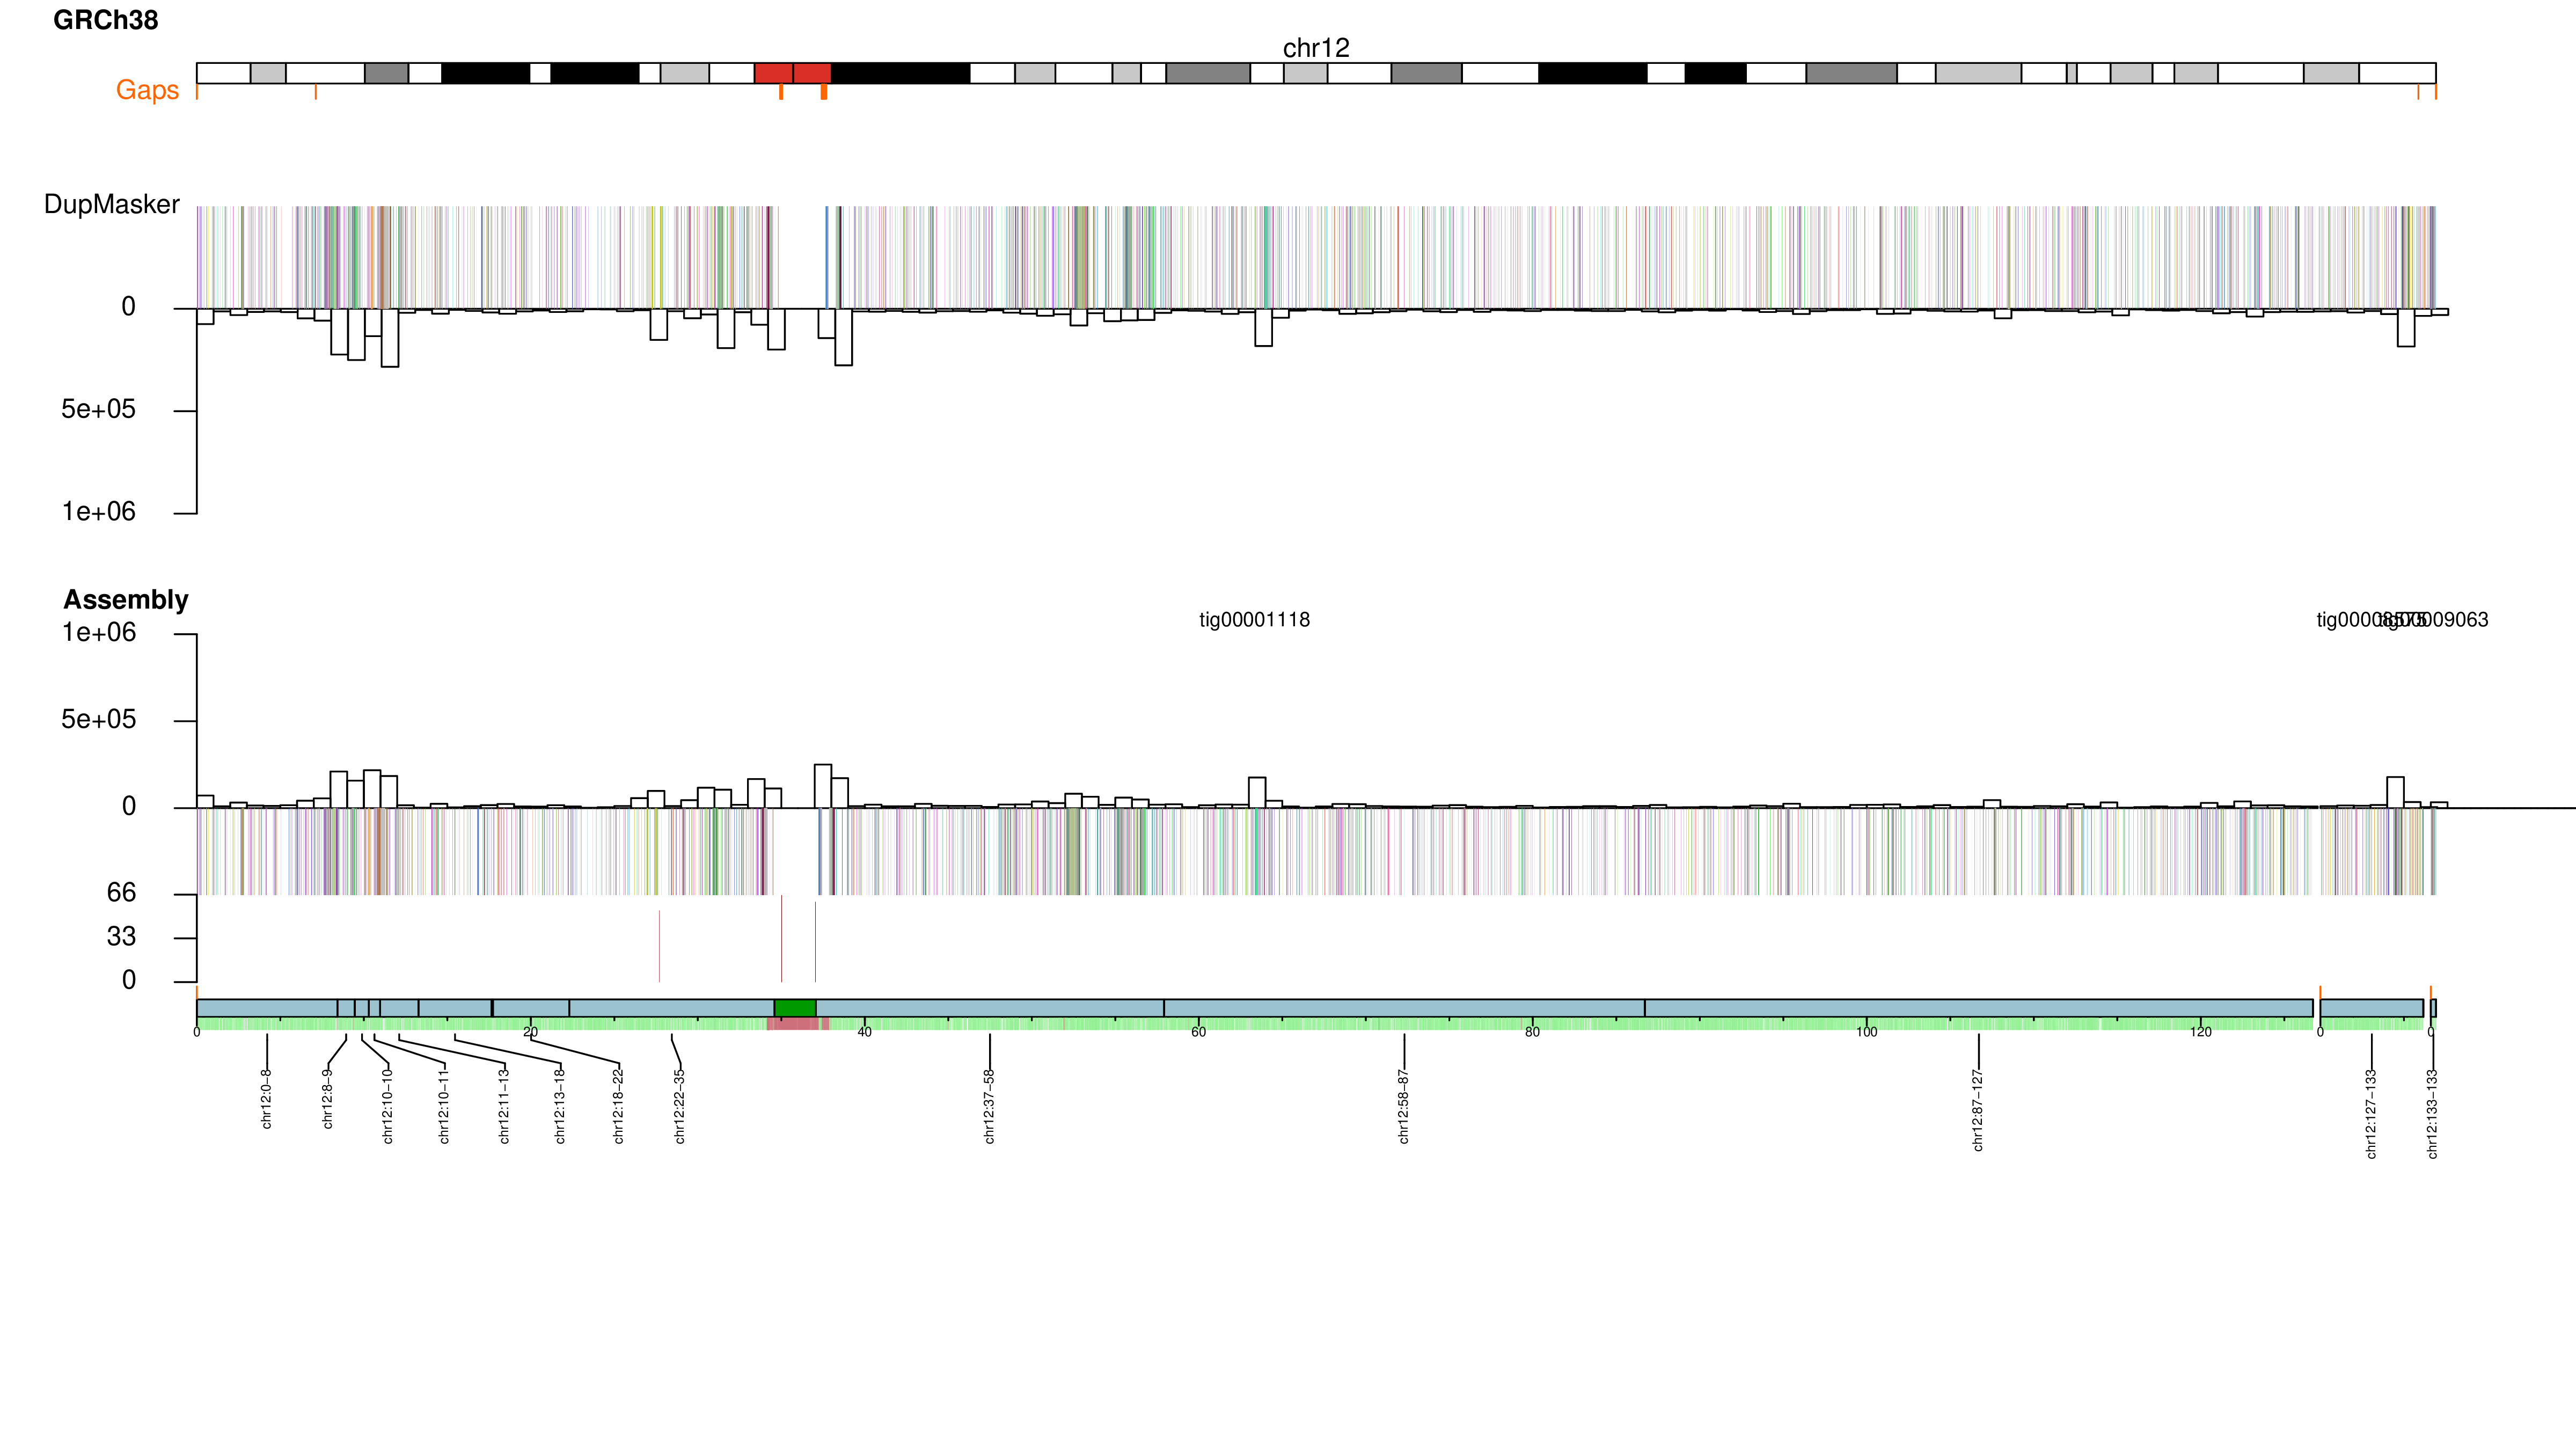 GRCh38
chr12
Gaps
DupMasker
0
5e+05
1e+06
Assembly
tig00001118
1e+06
5e+05
0
66
33
0
0 20 40 60 80 100 120 0 0
chr12:0−8
chr12:8−9
chr12:10−10
chr12:10−11
chr12:11−13
chr12:13−18
chr12:18−22
chr12:22−35
chr12:37−58
chr12:58−87
chr12:87−127
chr12:127−133
chr12:133−133